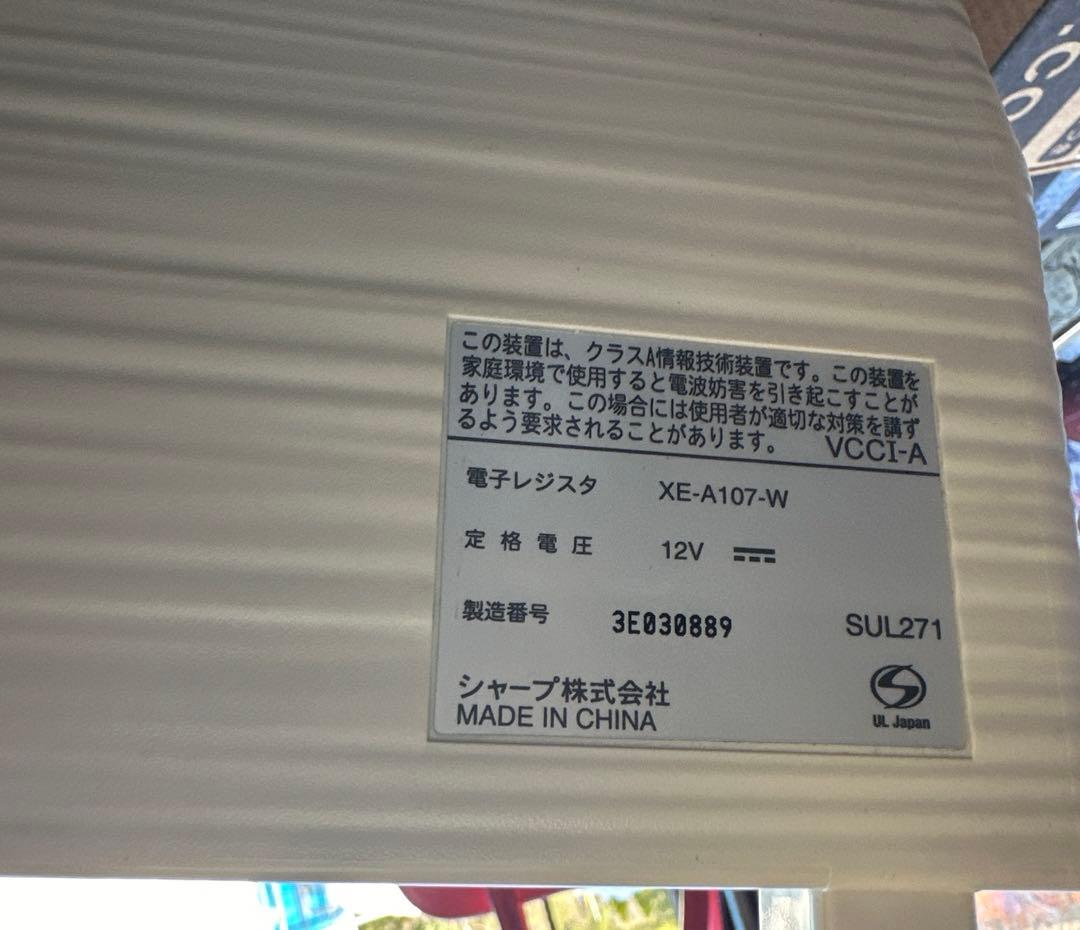 この装置は、クラスA情報技術装置です。この装置を
家庭環境で使用すると電波妨害を引き起こすことが
あります。この場合には使用者が適切な対策を講ず
るよう要求されることがあります。 VCCI-A
電子レジスタ XE-A107-W
定格電圧 12V
製造番号 3E030889 SUL271
シャープ株式会社
MADE IN CHINA
UL Japan